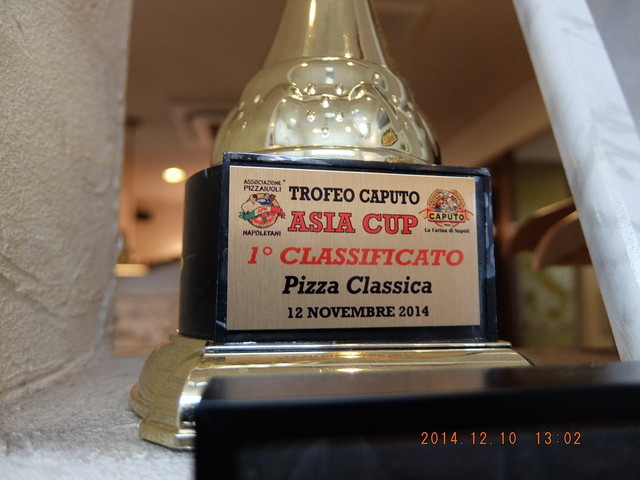 ASSOCIAZIONE
PIZZAIUOLI
NAPOLETANI
TROFEO CAPUTO
ASIA CUP
CAPUTO
La Farina di Napoli
1° CLASSIFICATO
Pizza Classica
12 NOVEMBRE 2014
2014.12.10 13:02